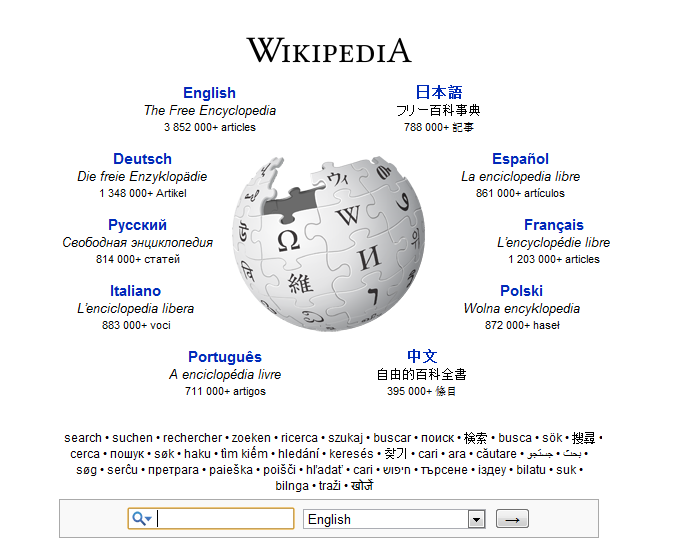 WIKIPEDIA
English
The Free Encyclopedia
3 852 000+ articles
日本語
フリー百科事典
788 000+ 記事
Deutsch
Die freie Enzyklopädie
1 348 000+ Artikel
Español
La enciclopedia libre
861 000+ artículos
Русский
Свободная энциклопедия
814 000+ статей
Français
L'encyclopédie libre
1 203 000+ articles
Italiano
L'enciclopedia libera
883 000+ voci
Polski
Wolna encyklopedia
872 000+ haseł
Português
A enciclopédia livre
711 000+ artigos
中文
自由的百科全書
395 000+ 條目
Ω W И 維 ウィ
search • suchen • rechercher • zoeken • ricerca • szukaj • buscar • поиск • 検索 • busca • sök • 搜尋 •
cerca • пошук • søk • haku • tìm kiếm • hledání • keresés • 찾기 • cari • ara • căutare • جستجو • بحث •
søg • serĉu • претрага • paieška • poišči • hľadať • cari • חיפוש • търсене • іздеу • bilatu • suk •
bilnga • traži • खोजें
English
→